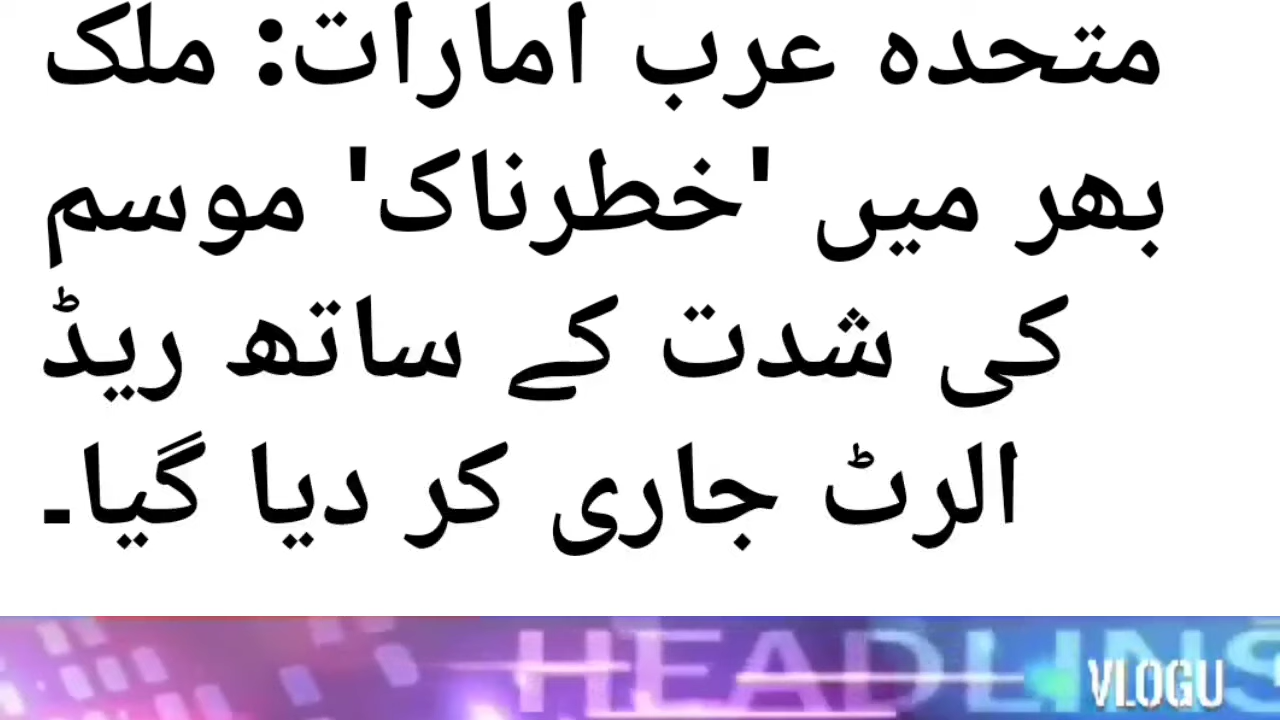 متحدہ عرب امارات: ملک
بھر میں 'خطرناک' موسم
کی شدت کے ساتھ ریڈ
الرٹ جاری کر دیا گیا۔
HEADLINS
VLOGU